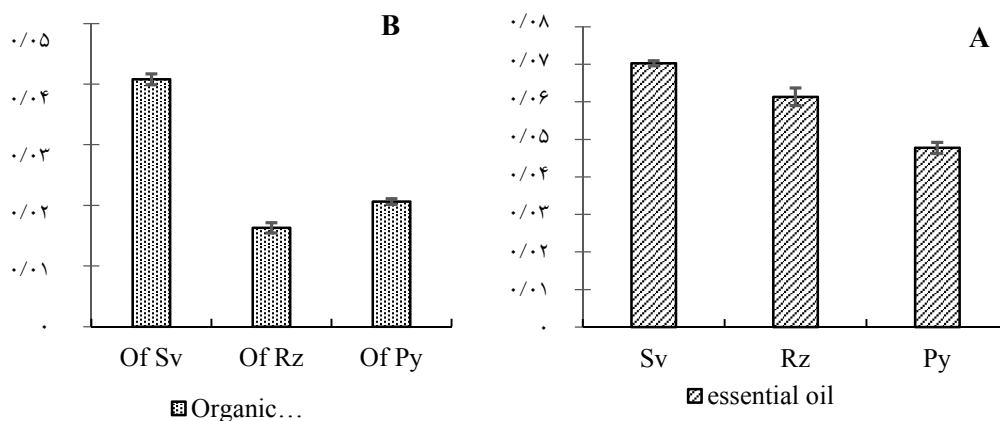 B
۰/۰۵
۰/۰۴
۰/۰۳
۰/۰۲
۰/۰۱
۰
Of Sv Of Rz Of Py
Organic…
A
۰/۰۸
۰/۰۷
۰/۰۶
۰/۰۵
۰/۰۴
۰/۰۳
۰/۰۲
۰/۰۱
۰
Sv Rz Py
essential oil